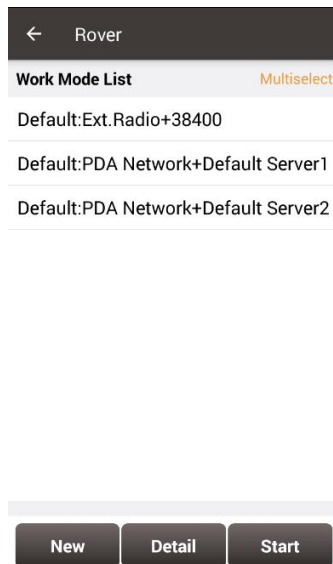 Rover
Work Mode List Multiselect
Default:Ext.Radio+38400
Default:PDA Network+Default Server1
Default:PDA Network+Default Server2
New Detail Start